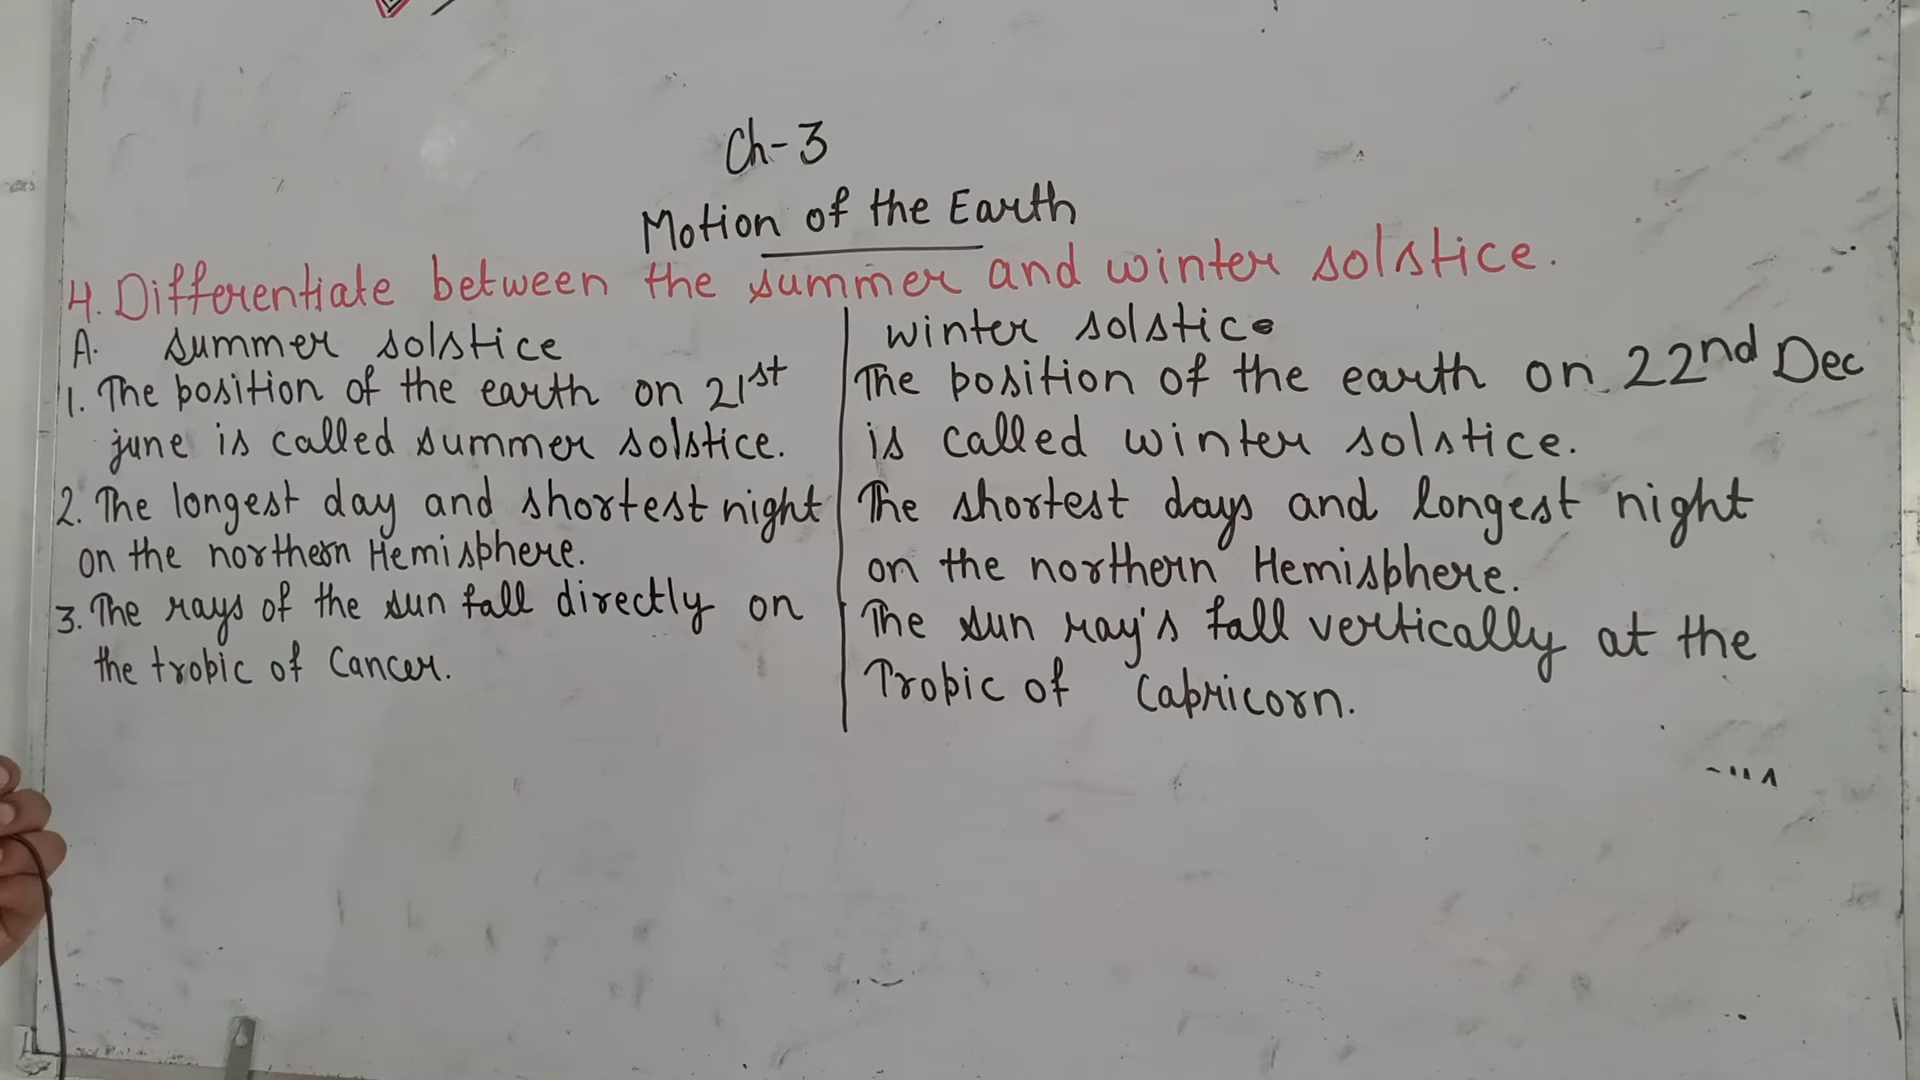 Ch-3
Motion of the Earth
4. Differentiate between the summer and winter solstice.
A. summer solstice
1. The position of the earth on 21st
june is called summer solstice.
2. The longest day and shortest night
on the northern Hemisphere.
3. The rays of the sun fall directly on
the tropic of Cancer.
winter solstice
The position of the earth on 22nd Dec
is called winter solstice.
The shortest days and longest night
on the northern Hemisphere.
The sun ray's fall vertically at the
Tropic of Capricorn.